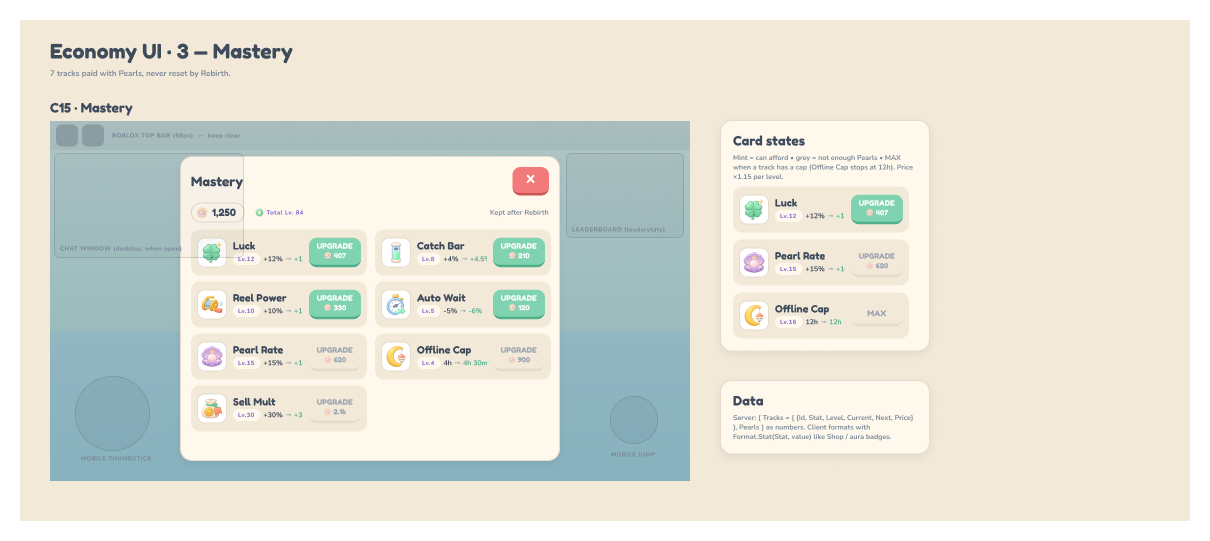 Economy UI · 3 — Mastery
7 tracks paid with Pearls, never reset by Rebirth.
C15 · Mastery
ROBLOX TOP BAR (58px) — keep clear
CHAT WINDOW (desktop, when open)
LEADERBOARD (leaderstats)
MOBILE THUMBSTICK
MOBILE JUMP
Mastery
X
1,250
Total Lv. 84
Kept after Rebirth
Luck
Lv.12 +12% → +1
UPGRADE
407
Catch Bar
Lv.8 +4% → +4.5%
UPGRADE
210
Reel Power
Lv.10 +10% → +1
UPGRADE
330
Auto Wait
Lv.5 -5% → -6%
UPGRADE
120
Pearl Rate
Lv.15 +15% → +1
UPGRADE
620
Offline Cap
Lv.4 4h → 4h 30m
UPGRADE
900
Sell Mult
Lv.30 +30% → +3
UPGRADE
2.1k
Card states
Mint = can afford • grey = not enough Pearls • MAX
when a track has a cap (Offline Cap stops at 12h). Price
×1.15 per level.
Luck
Lv.12 +12% → +1
UPGRADE
407
Pearl Rate
Lv.15 +15% → +1
UPGRADE
620
Offline Cap
Lv.16 12h → 12h
MAX
Data
Server: { Tracks = { {Id, Stat, Level, Current, Next, Price}
}, Pearls } as numbers. Client formats with
Format.Stat(Stat, value) like Shop / aura badges.